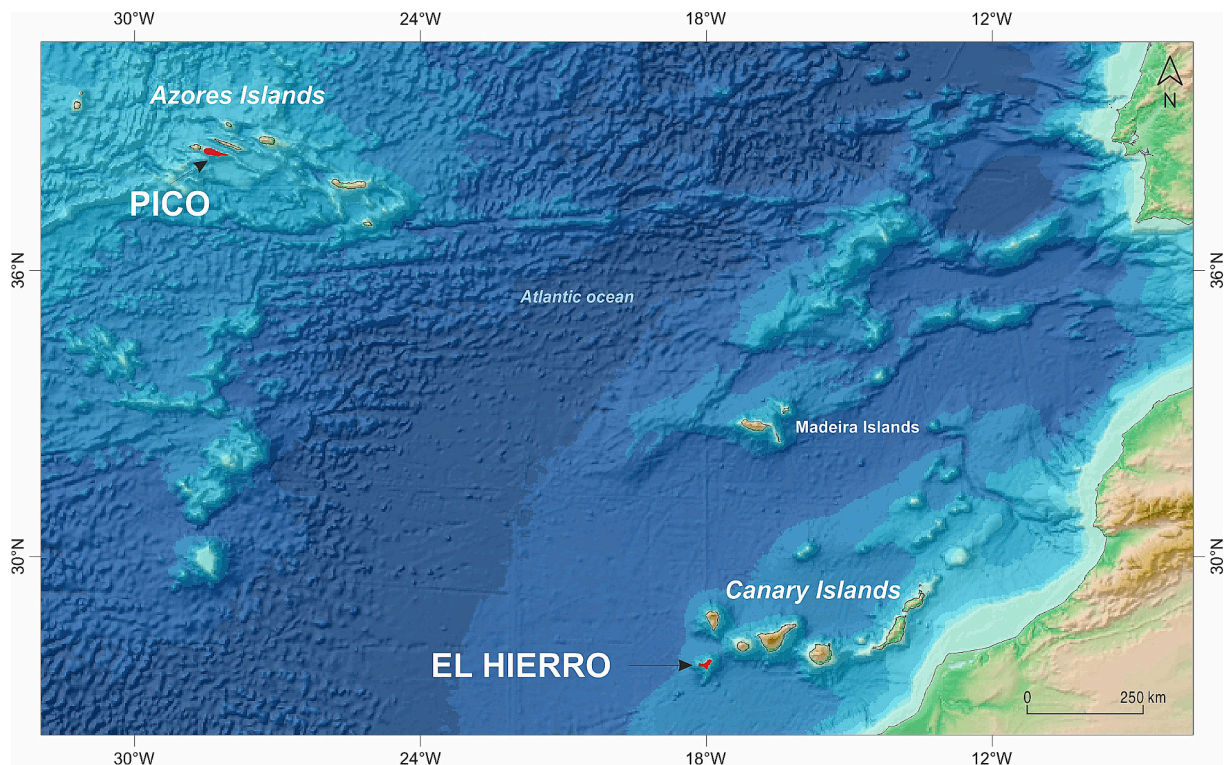 30°W 24°W 18°W 12°W
Azores Islands
N
PICO
36°N 36°N
Atlantic ocean
Madeira Islands
30°N 30°N
Canary Islands
EL HIERRO
0 250 km
30°W 24°W 18°W 12°W